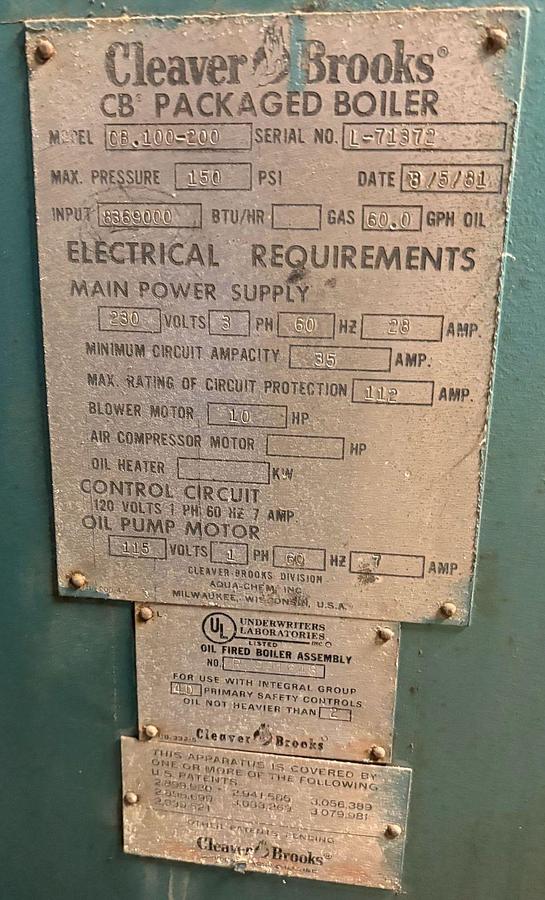 Cleaver Brooks®
CB® PACKAGED BOILER
MODEL CB.100-200 SERIAL NO. L-71372
MAX. PRESSURE 150 PSI DATE 8/5/81
INPUT 8369000 BTU/HR GAS 60.0 GPH OIL
ELECTRICAL REQUIREMENTS
MAIN POWER SUPPLY
230 VOLTS 3 PH 60 HZ 28 AMP.
MINIMUM CIRCUIT AMPACITY 35 AMP.
MAX. RATING OF CIRCUIT PROTECTION 112 AMP.
BLOWER MOTOR 10 HP
AIR COMPRESSOR MOTOR HP
OIL HEATER KW
CONTROL CIRCUIT
120 VOLTS 1 PH 60 HZ 7 AMP.
OIL PUMP MOTOR
115 VOLTS 1 PH 60 HZ 7 AMP
CLEAVER-BROOKS DIVISION
AQUA-CHEM, INC.
MILWAUKEE, WISCONSIN, U.S.A.
UL UNDERWRITERS
LABORATORIES INC.®
LISTED
OIL FIRED BOILER ASSEMBLY
NO.
FOR USE WITH INTEGRAL GROUP
4D PRIMARY SAFETY CONTROLS
OIL NOT HEAVIER THAN 2
Cleaver Brooks®
THIS APPARATUS IS COVERED BY
ONE OR MORE OF THE FOLLOWING
U.S. PATENTS
2,941,566 3,056,389
3,033,269 3,079,981
OTHER PATENTS PENDING
Cleaver Brooks®